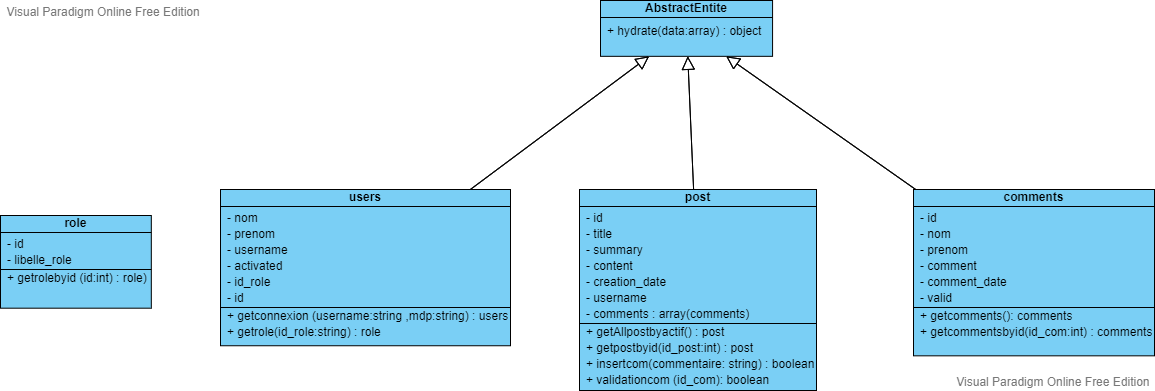 Visual Paradigm Online Free Edition
AbstractEntite
+ hydrate(data:array) : object
role
- id
- libelle_role
+ getrolebyid (id:int) : role)
users
- nom
- prenom
- username
- activated
- id_role
- id
+ getconnexion (username:string ,mdp:string) : users
+ getrole(id_role:string) : role
post
- id
- title
- summary
- content
- creation_date
- username
- comments : array(comments)
+ getAllpostbyactif() : post
+ getpostbyid(id_post:int) : post
+ insertcom(commentaire: string) : boolean
+ validationcom (id_com): boolean
comments
- id
- nom
- prenom
- comment
- comment_date
- valid
+ getcomments(): comments
+ getcommentsbyid(id_com:int) : comments
Visual Paradigm Online Free Edition